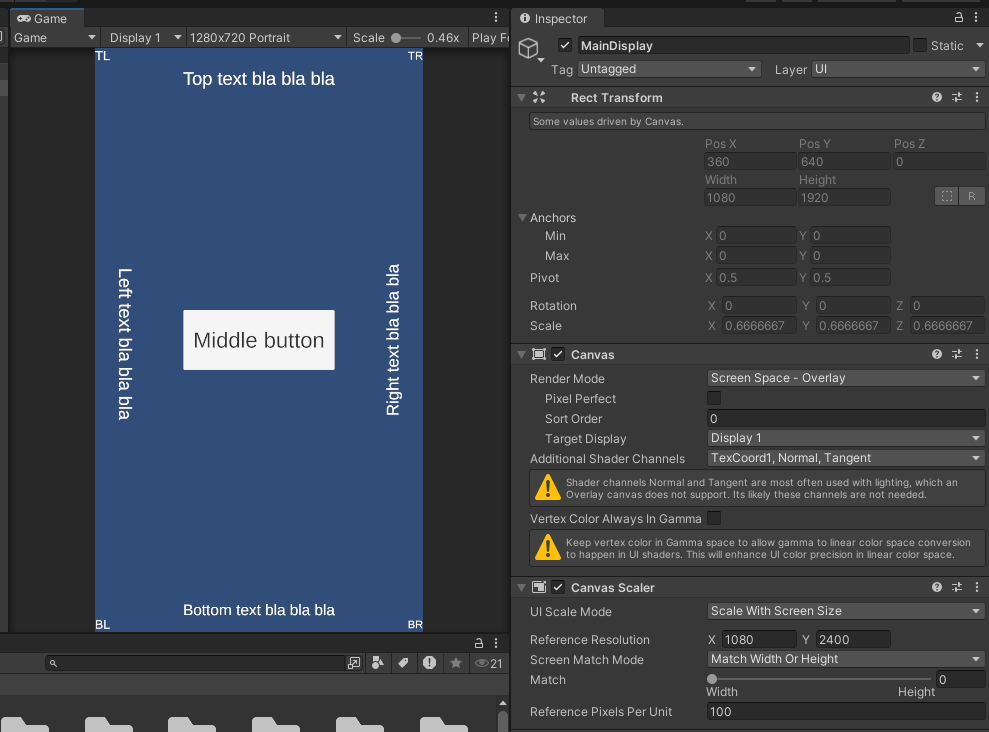 Game
Game Display 1 1280x720 Portrait Scale 0.46x Play Fo
TL TR
Top text bla bla bla
Left text bla bla bla
Middle button
Right text bla bla bla
Bottom text bla bla bla
BL BR
21
Inspector
MainDisplay Static
Tag Untagged Layer UI
Rect Transform
Some values driven by Canvas.
Pos X Pos Y Pos Z
360 640 0
Width Height
1080 1920 R
Anchors
Min X 0 Y 0
Max X 0 Y 0
Pivot X 0.5 Y 0.5
Rotation X 0 Y 0 Z 0
Scale X 0.6666667 Y 0.6666667 Z 0.6666667
Canvas
Render Mode Screen Space - Overlay
Pixel Perfect
Sort Order 0
Target Display Display 1
Additional Shader Channels TexCoord1, Normal, Tangent
Shader channels Normal and Tangent are most often used with lighting, which an
Overlay canvas does not support. Its likely these channels are not needed.
Vertex Color Always In Gamma
Keep vertex color in Gamma space to allow gamma to linear color space conversion
to happen in UI shaders. This will enhance UI color precision in linear color space.
Canvas Scaler
UI Scale Mode Scale With Screen Size
Reference Resolution X 1080 Y 2400
Screen Match Mode Match Width Or Height
Match 0
Width Height
Reference Pixels Per Unit 100